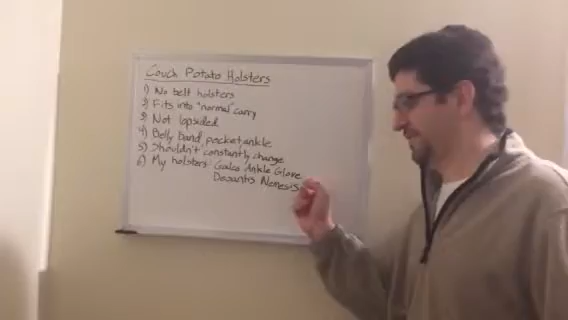 Couch Potato Holsters
1) No belt holsters
2) Fits into "normal" carry
3) Not lopsided
4) Belly band, pocket, ankle
5) Shouldn't constantly change
6) My holsters: Galco Ankle Glove
Desantis Nemesis